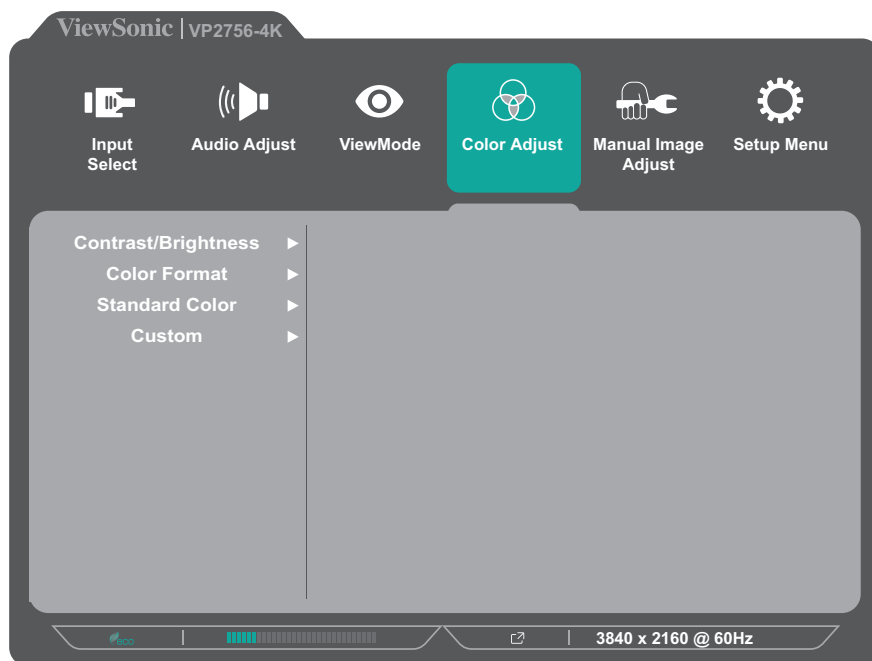 ViewSonic | VP2756-4K
Input
Select
Audio Adjust
ViewMode
Color Adjust
Manual Image
Adjust
Setup Menu
Contrast/Brightness
Color Format
Standard Color
Custom
eco
3840 x 2160 @ 60Hz